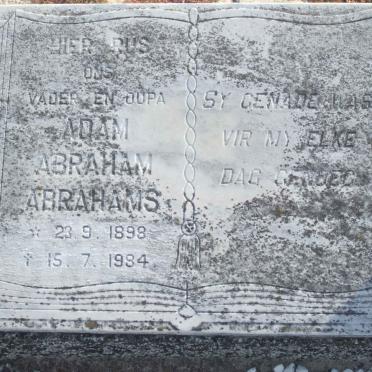 HIER RUS
ONS
VADER EN OUPA
ADAM
ABRAHAM
ABRAHAMS
* 23.9.1898
† 15.7.1984
SY GENADE WAS
VIR MY ELKE
DAG GENOEG